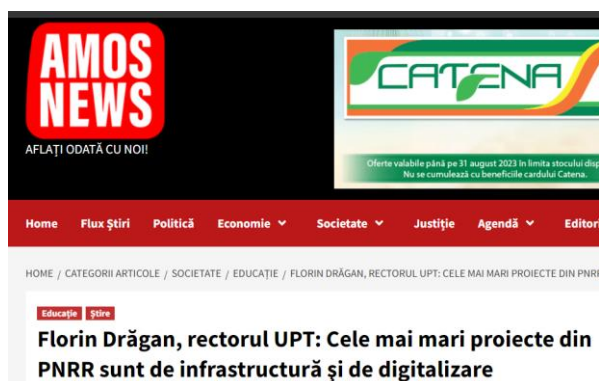 AMOS
NEWS
AFLAȚI ODATĂ CU NOI!
CATENA
Oferte valabile până pe 31 august 2023 în limita stocului
Nu se cumulează cu beneficiile cardului Catena.
Home Flux Știri Politică Economie Societate Justiție Agendă
HOME / CATEGORII ARTICOLE / SOCIETATE / EDUCAȚIE / FLORIN DRĂGAN, RECTORUL UPT: CELE MAI MARI PROIECTE DIN PNRR
Educație Știre
Florin Drăgan, rectorul UPT: Cele mai mari proiecte din
PNRR sunt de infrastructură și de digitalizare